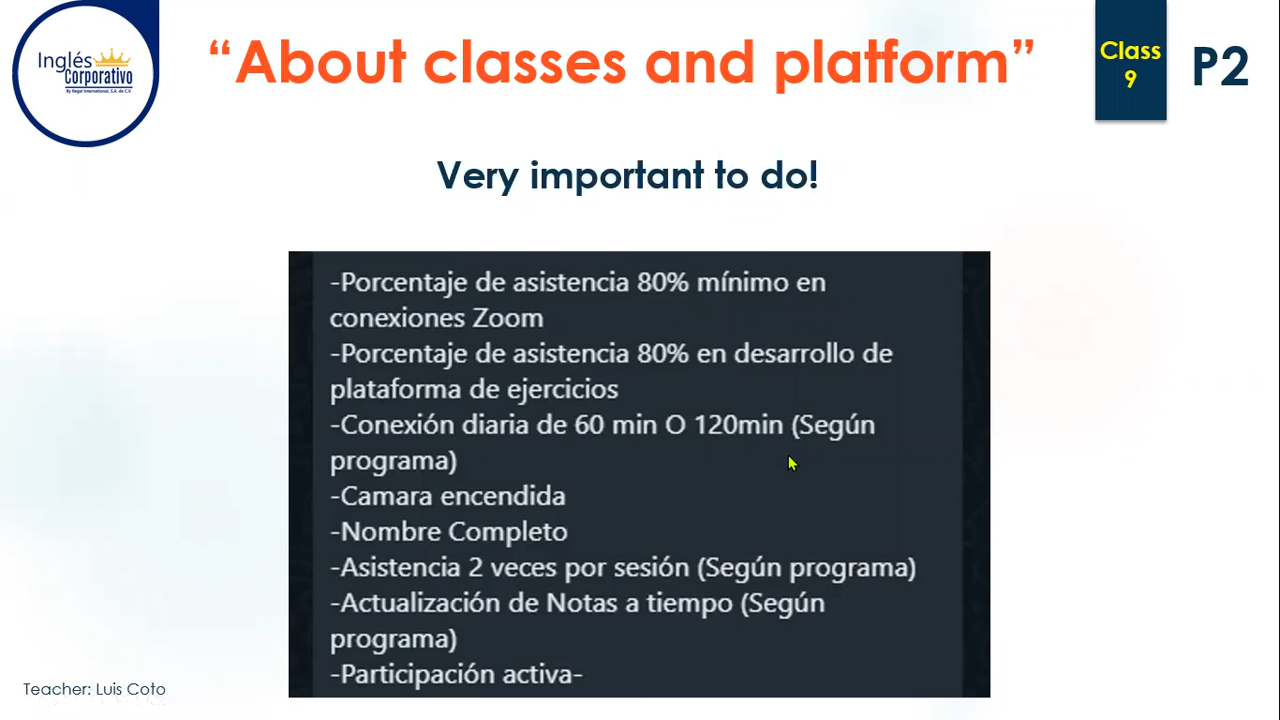 Inglés
Corporativo
By Regal International, S.A. de C.V.
“About classes and platform”
Class
9
P2
Very important to do!
-Porcentaje de asistencia 80% mínimo en
conexiones Zoom
-Porcentaje de asistencia 80% en desarrollo de
plataforma de ejercicios
-Conexión diaria de 60 min O 120min (Según
programa)
-Camara encendida
-Nombre Completo
-Asistencia 2 veces por sesión (Según programa)
-Actualización de Notas a tiempo (Según
programa)
-Participación activa-
Teacher: Luis Coto